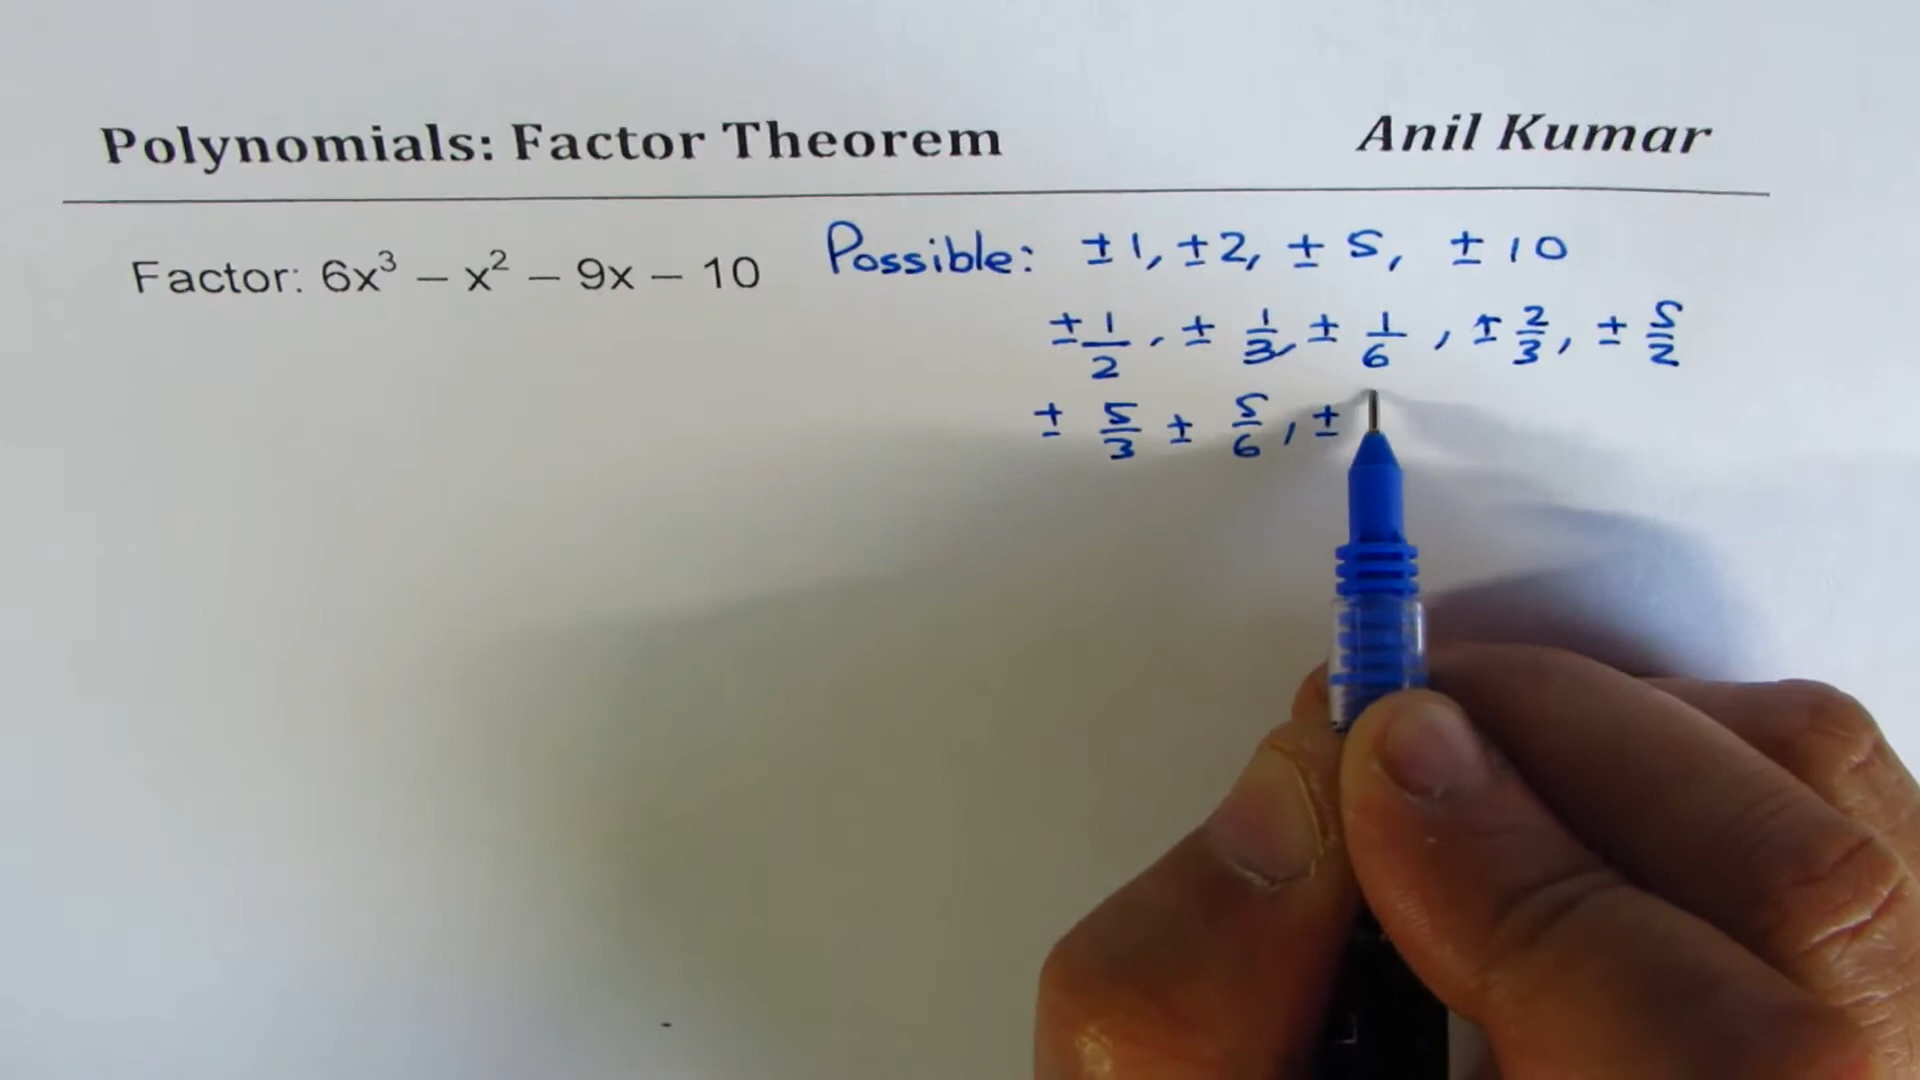 Polynomials: Factor Theorem Anil Kumar
Factor: 6x³ – x² – 9x – 10 Possible: ±1, ±2, ± 5, ± 10
± 1/2, ± 1/3, ± 1/6, ± 2/3, ± 5/2
± 5/3 ± 5/6, ±